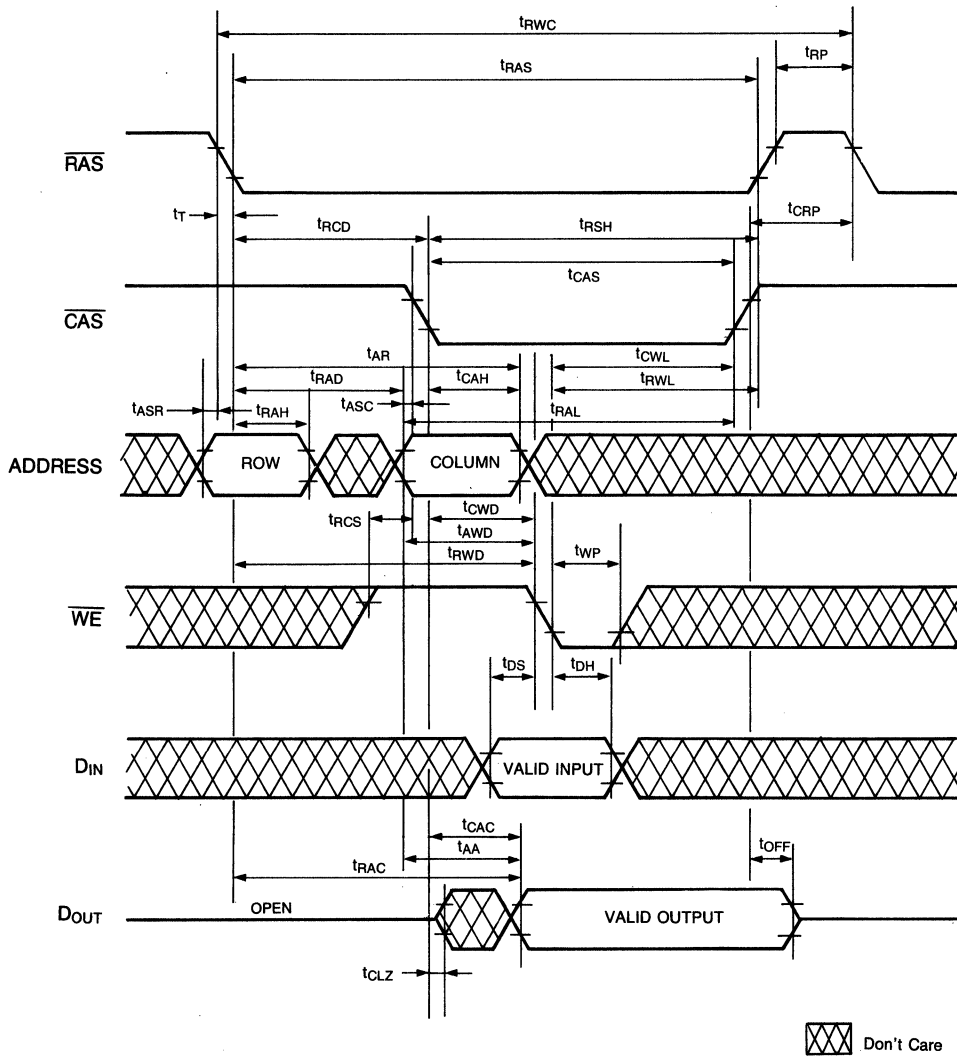 tRWC
tRP
tRAS
RAS
tCRP
tT
tRCD
tRSH
tCAS
CAS
tAR
tCWL
tRAD
tCAH
tRWL
tASR
tRAH
tASC
tRAL
ADDRESS
ROW
COLUMN
tCWD
tRCS
tAWD
tWP
tRWD
WE
tDS
tDH
DIN
VALID INPUT
tCAC
tAA
tOFF
tRAC
DOUT
OPEN
VALID OUTPUT
tCLZ
Don't Care